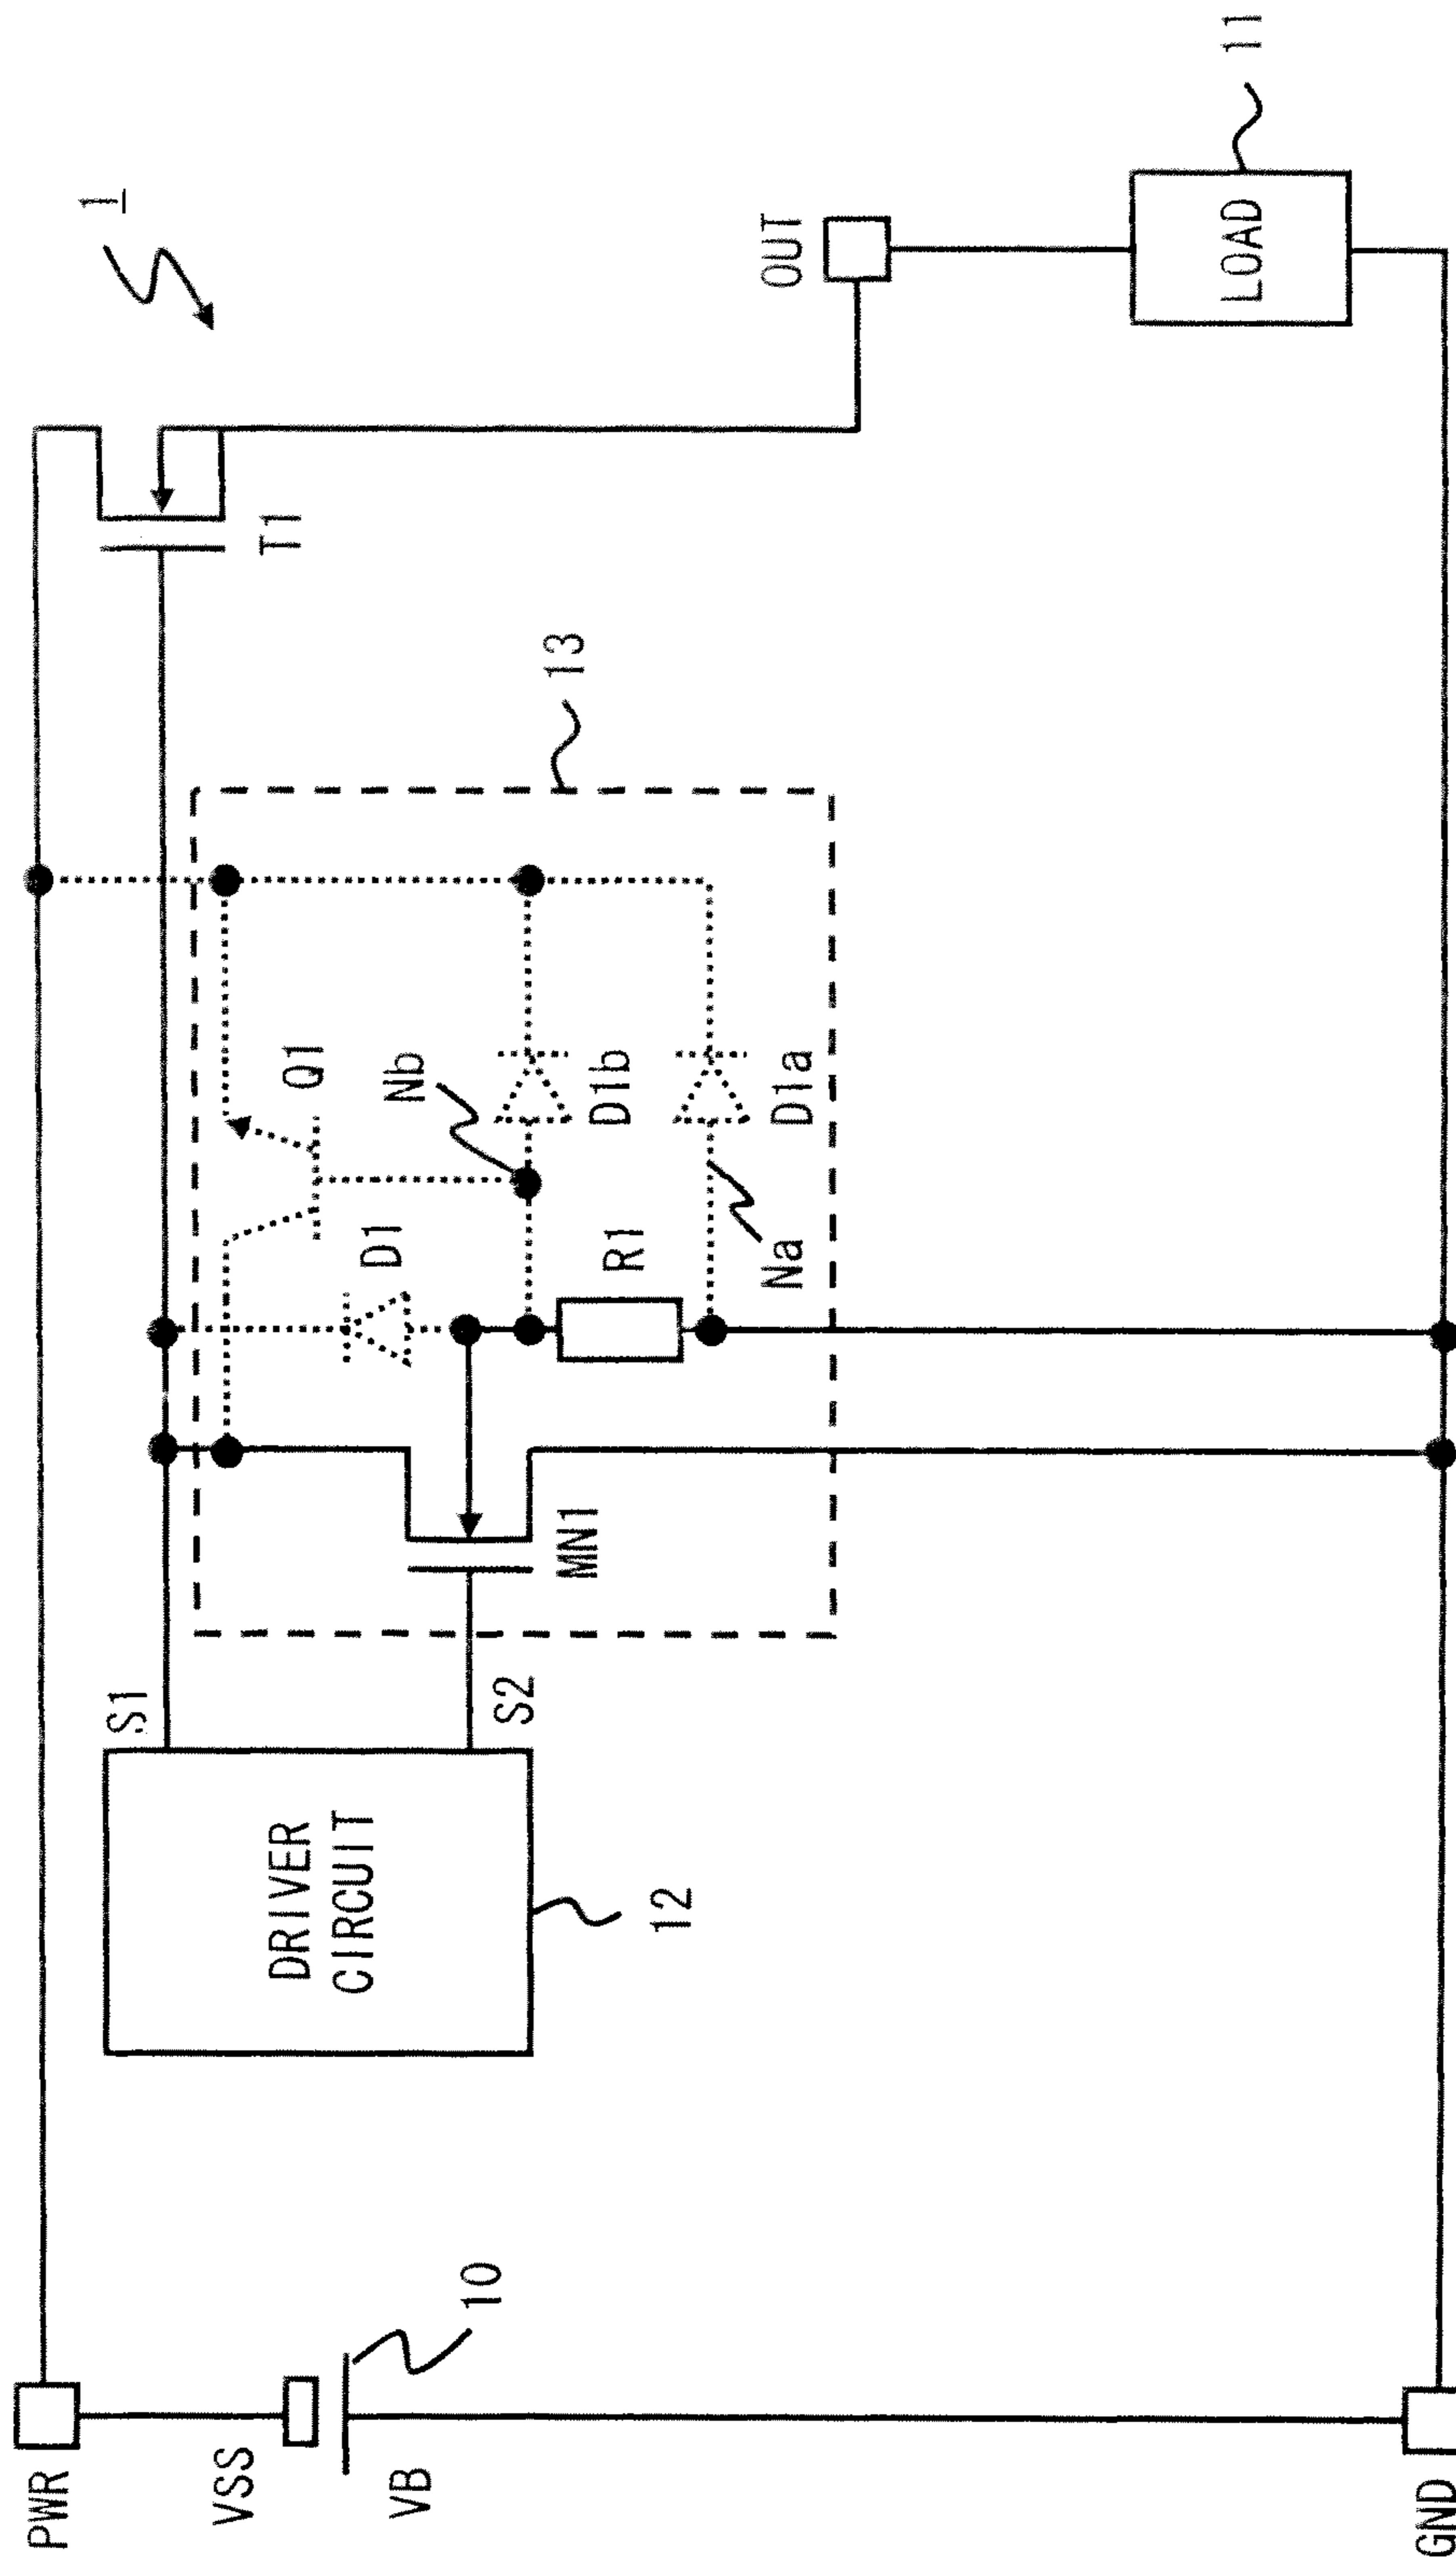 1
PWR
VSS
10
VB
GND
DRIVER
CIRCUIT
12
S1
S2
MN1
D1
Q1
Nb
R1
D1b
D1a
Na
13
T1
OUT
LOAD
11